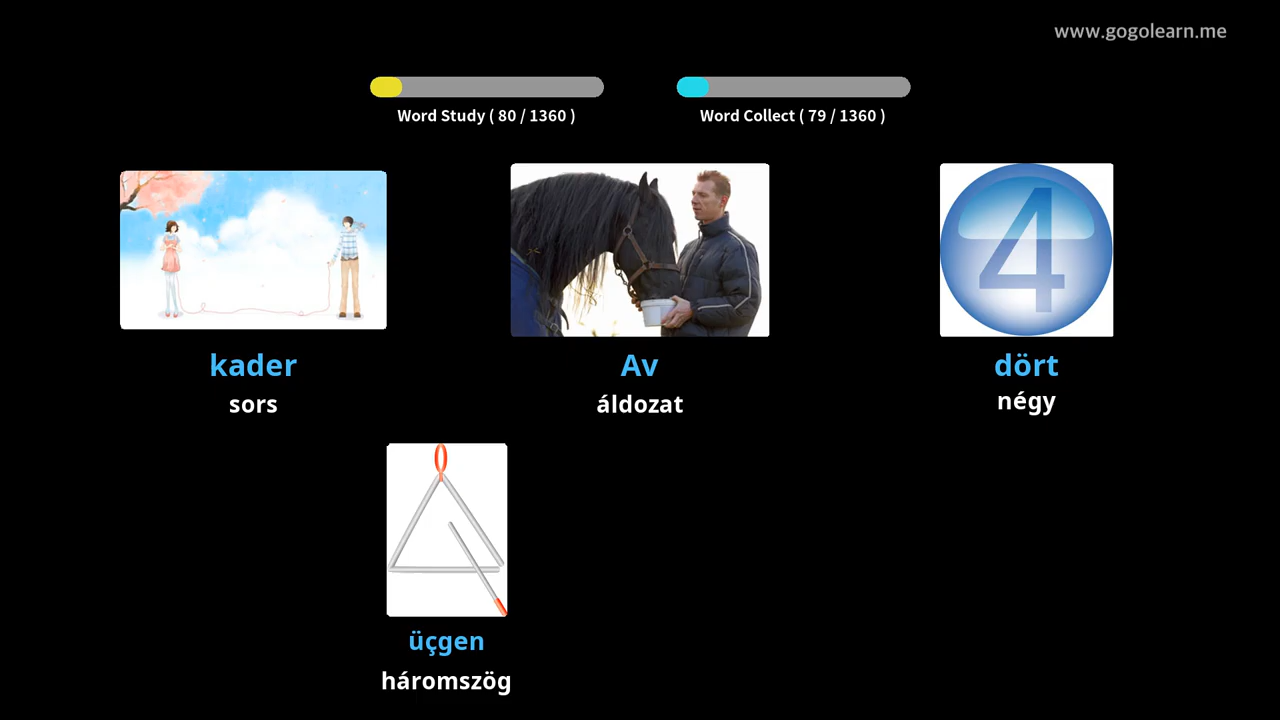 www.gogolearn.me
Word Study ( 80 / 1360 )
Word Collect ( 79 / 1360 )
4
kader
sors
Av
áldozat
dört
négy
üçgen
háromszög